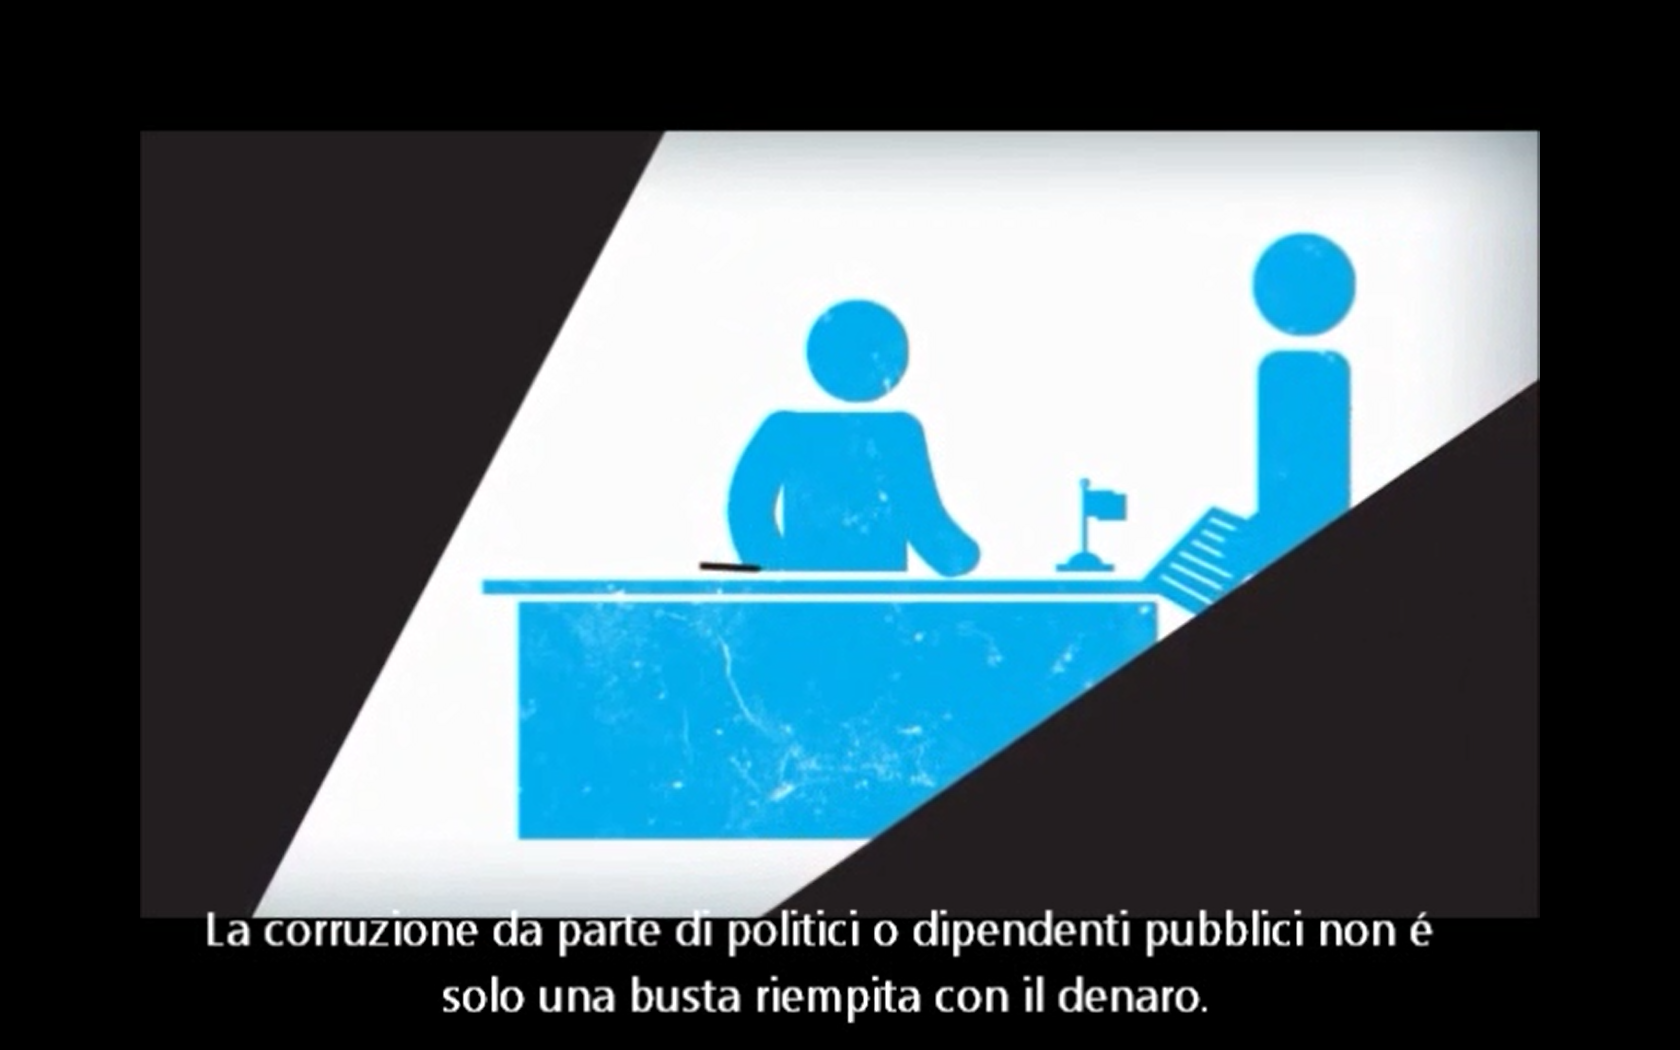 La corruzione da parte di politici o dipendenti pubblici non é
solo una busta riempita con il denaro.